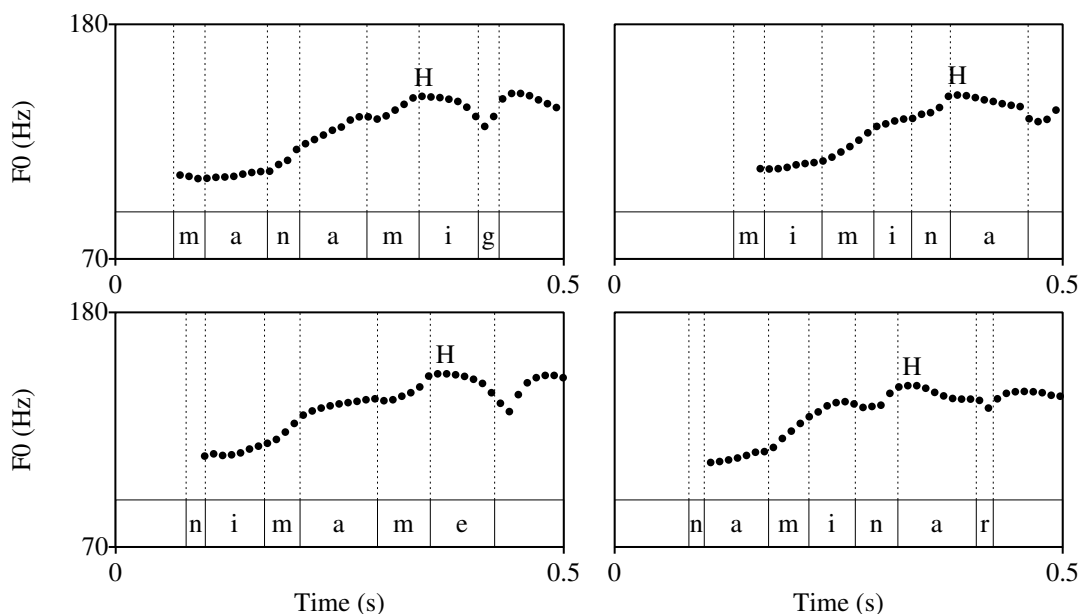 180
H H
F0 (Hz)
m a n a m i g m i m i n a
70
0 0.5 0 0.5
180
H H
F0 (Hz)
n i m a m e n a m i n a r
70
0 0.5 0 0.5
Time (s) Time (s)